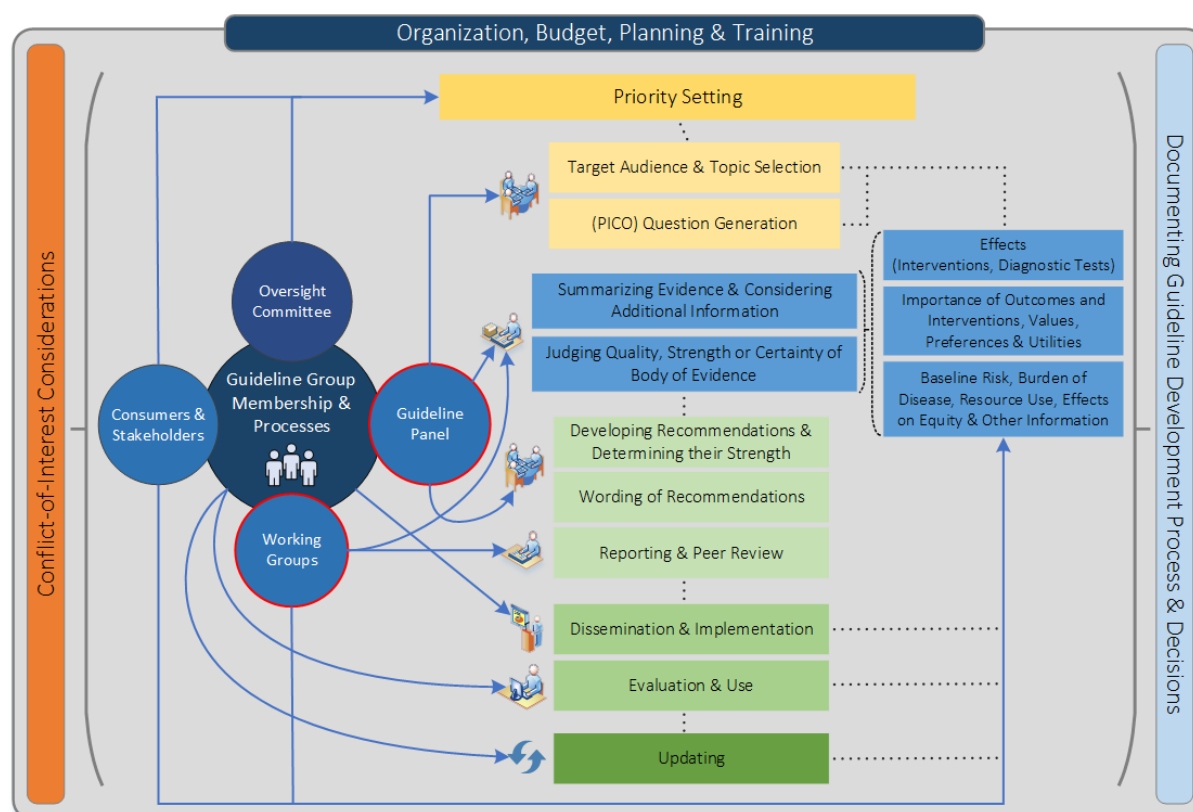 Organization, Budget, Planning & Training
Conflict-of-Interest Considerations
Documenting Guideline Development Process & Decisions
Priority Setting
Target Audience & Topic Selection
(PICO) Question Generation
Effects
(Interventions, Diagnostic Tests)
Importance of Outcomes and
Interventions, Values,
Preferences & Utilities
Baseline Risk, Burden of
Disease, Resource Use, Effects
on Equity & Other Information
Summarizing Evidence & Considering
Additional Information
Judging Quality, Strength or Certainty of
Body of Evidence
Oversight
Committee
Guideline Group
Membership &
Processes
Consumers &
Stakeholders
Guideline
Panel
Working
Groups
Developing Recommendations &
Determining their Strength
Wording of Recommendations
Reporting & Peer Review
Dissemination & Implementation
Evaluation & Use
Updating